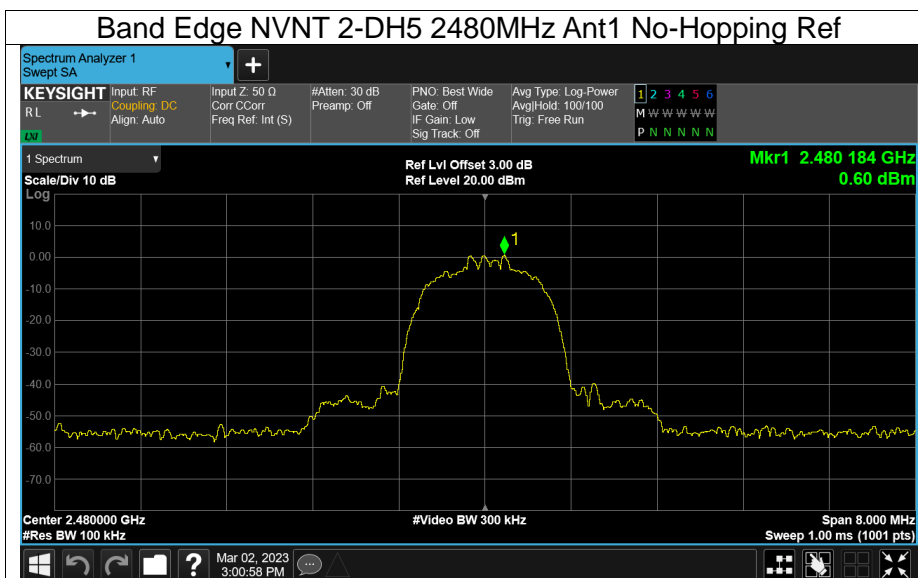 Band Edge NVNT 2-DH5 2480MHz Ant1 No-Hopping Ref
Spectrum Analyzer 1
Swept SA
+
KEYSIGHT
R L
LXI
Input: RF
Coupling: DC
Align: Auto
Input Z: 50 Ω
Corr CCorr
Freq Ref: Int (S)
#Atten: 30 dB
Preamp: Off
PNO: Best Wide
Gate: Off
IF Gain: Low
Sig Track: Off
Avg Type: Log-Power
Avg|Hold: 100/100
Trig: Free Run
1 2 3 4 5 6
M W W W W W
P N N N N N
1 Spectrum
Scale/Div 10 dB
Ref Lvl Offset 3.00 dB
Ref Level 20.00 dBm
Mkr1 2.480 184 GHz
0.60 dBm
Log
10.0
0.00
-10.0
-20.0
-30.0
-40.0
-50.0
-60.0
-70.0
1
Center 2.480000 GHz
#Res BW 100 kHz
#Video BW 300 kHz
Span 8.000 MHz
Sweep 1.00 ms (1001 pts)
?
Mar 02, 2023
3:00:58 PM